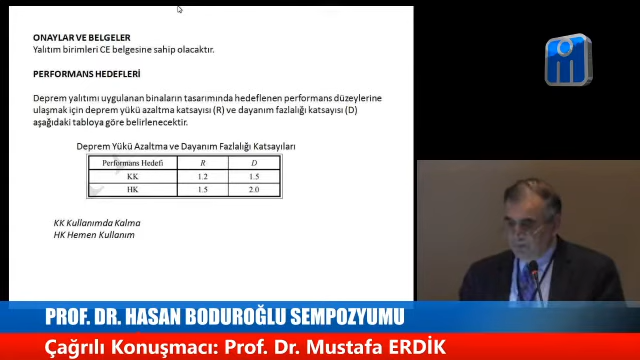 ONAYLAR VE BELGELER
Yalıtım birimleri CE belgesine sahip olacaktır.
PERFORMANS HEDEFLERİ
Deprem yalıtımı uygulanan binaların tasarımında hedeflenen performans düzeylerine
ulaşmak için deprem yükü azaltma katsayısı (R) ve dayanım fazlalığı katsayısı (D)
aşağıdaki tabloya göre belirlenecektir.
Deprem Yükü Azaltma ve Dayanım Fazlalığı Katsayıları
Performans Hedefi R D
KK 1.2 1.5
HK 1.5 2.0
KK Kullanımda Kalma
HK Hemen Kullanım
PROF. DR. HASAN BODUROĞLU SEMPOZYUMU
Çağrılı Konuşmacı: Prof. Dr. Mustafa ERDİK